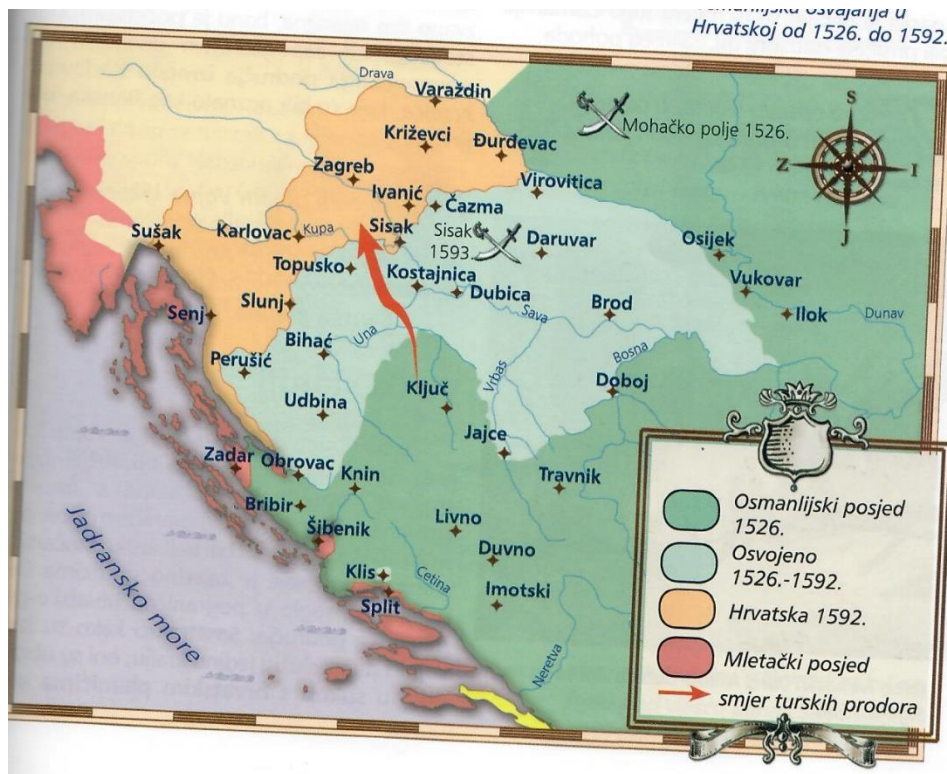 osmanlijska osvajanja u
Hrvatskoj od 1526. do 1592.
Drava
Varaždin
Mohačko polje 1526.
S
Križevci
Đurđevac
Z
I
Zagreb
Virovitica
Ivanić
Čazma
J
Sušak
Karlovac
Kupa
Sisak
Sisak
1593.
Daruvar
Osijek
Topusko
Kostajnica
Vukovar
Dubica
Slunj
Brod
Ilok
Dunav
Senj
Sava
Una
Bihać
Bosna
Perušić
Vrbas
Ključ
Doboj
Udbina
Jajce
Zadar
Obrovac
Knin
Travnik
Bribir
Šibenik
Livno
Duvno
Klis
Cetina
Imotski
Split
Neretva
Jadransko more
Osmanlijski posjed
1526.
Osvojeno
1526.-1592.
Hrvatska 1592.
Mletački posjed
smjer turskih prodora